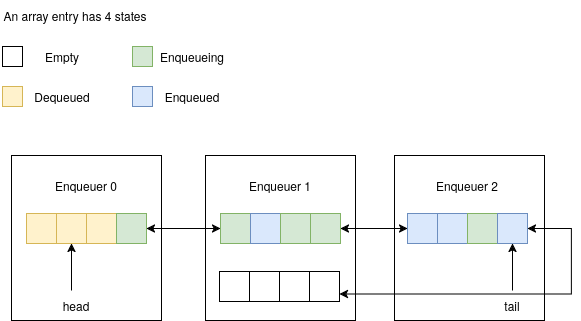 An array entry has 4 states
Empty
Enqueueing
Dequeued
Enqueued
Enqueuer 0
Enqueuer 1
Enqueuer 2
head
tail